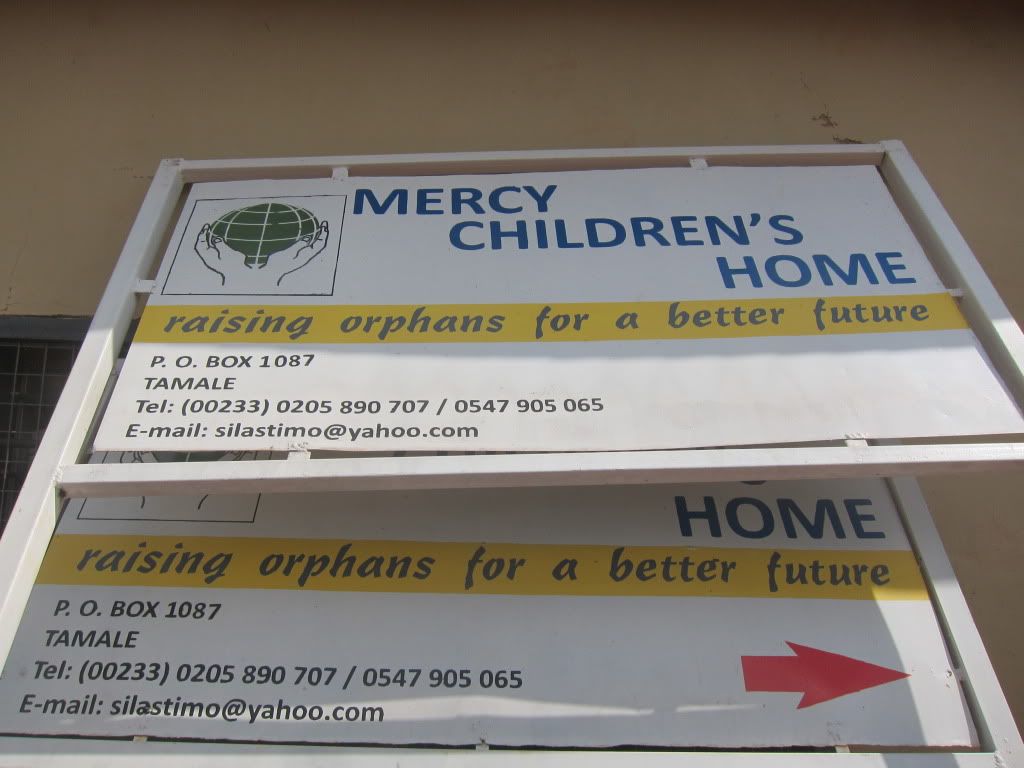 MERCY
CHILDREN'S
HOME
raising orphans for a better future
P. O. BOX 1087
TAMALE
Tel: (00233) 0205 890 707 / 0547 905 065
E-mail: silastimo@yahoo.com
HOME
raising orphans for a better future
P. O. BOX 1087
TAMALE
Tel: (00233) 0205 890 707 / 0547 905 065
E-mail: silastimo@yahoo.com